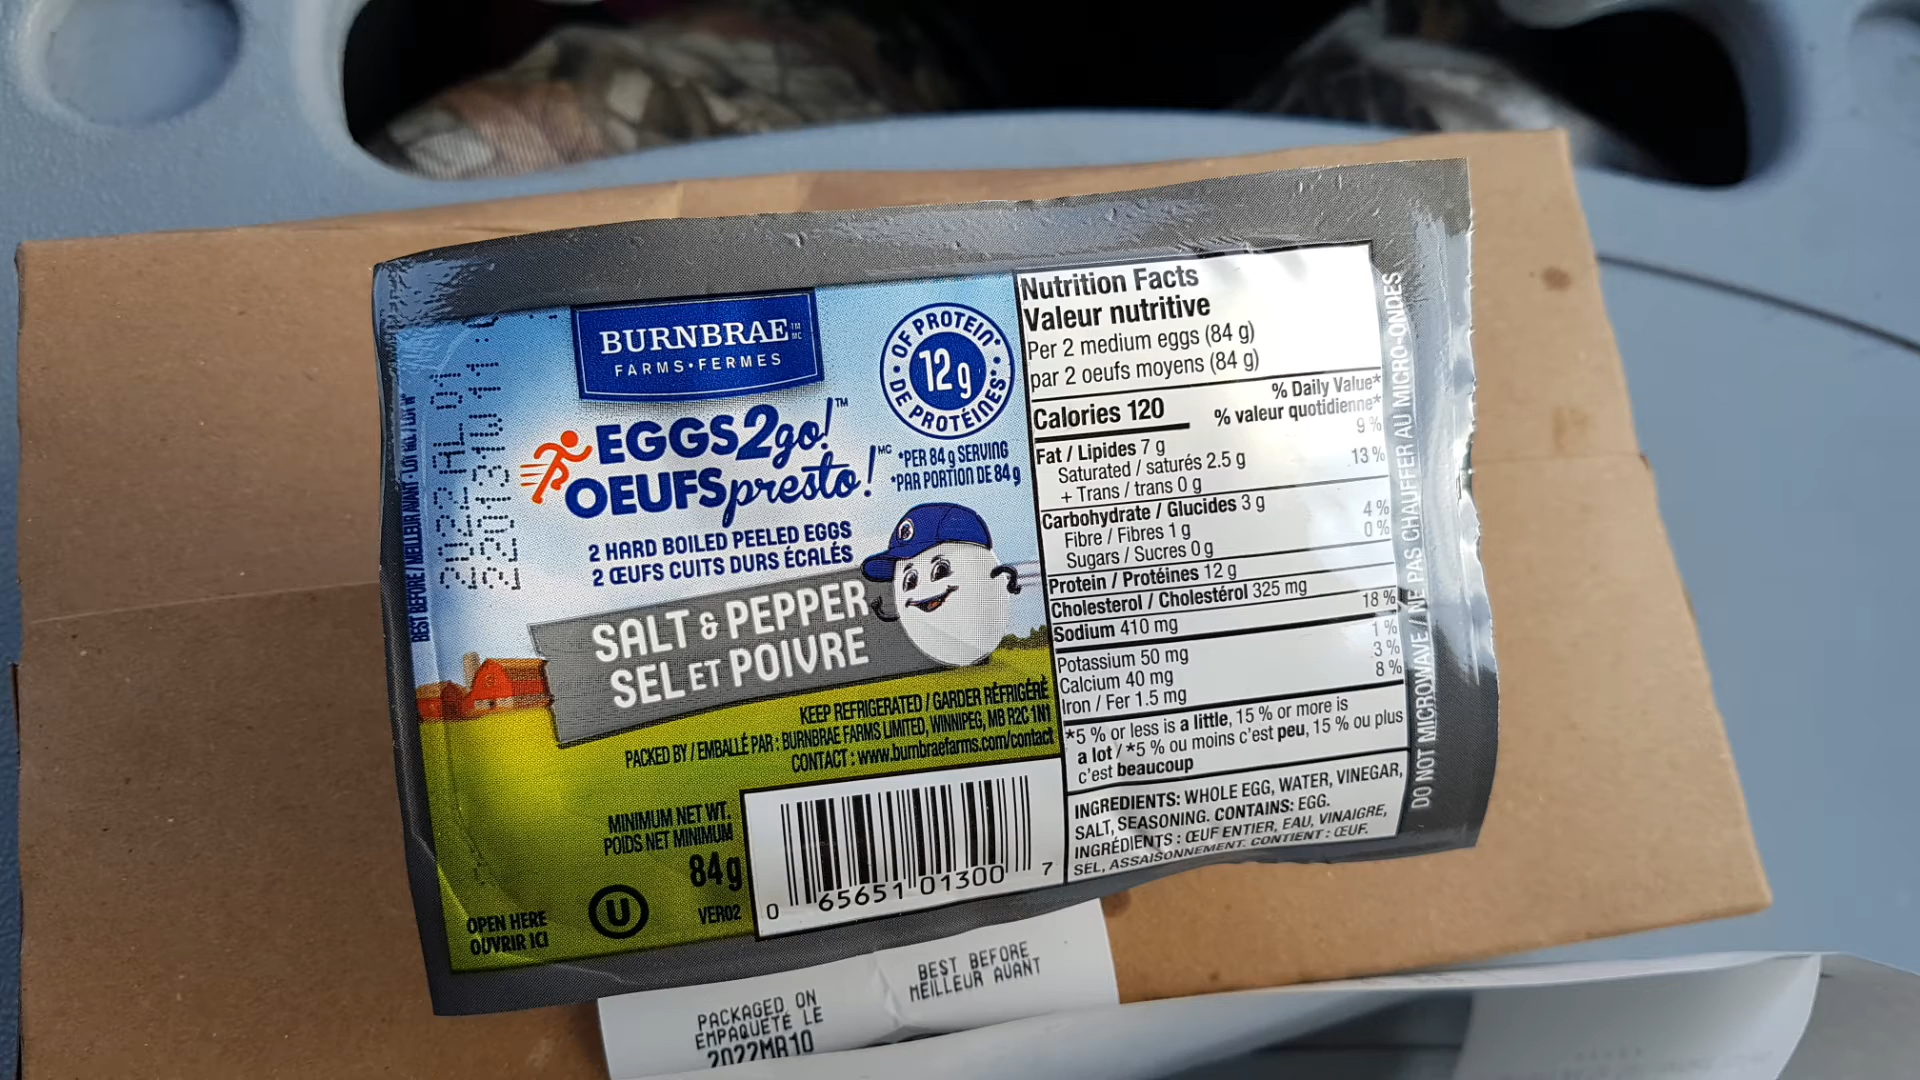 BURNBRAE TM MC
FARMS•FERMES
EGGS2go!™
OEUFSpresto! MC
2 HARD BOILED PEELED EGGS
2 ŒUFS CUITS DURS ÉCALÉS
OF PROTEIN*
12g
DE PROTÉINES*
*PER 84 g SERVING
*PAR PORTION DE 84 g
SALT & PEPPER
SEL ET POIVRE
KEEP REFRIGERATED / GARDER RÉFRIGÉRÉ
PACKED BY / EMBALLÉ PAR : BURNBRAE FARMS LIMITED, WINNIPEG, MB R2C 1N1
CONTACT : www.burnbraefarms.com/contact
MINIMUM NET WT.
POIDS NET MINIMUM
84g
VER02
OPEN HERE
OUVRIR ICI
U
0 65651 01300 7
BEST BEFORE / MEILLEUR AVANT
Nutrition Facts
Valeur nutritive
Per 2 medium eggs (84 g)
par 2 oeufs moyens (84 g)
% Daily Value*
Calories 120 % valeur quotidienne*
Fat / Lipides 7 g 9 %
Saturated / saturés 2.5 g 13 %
+ Trans / trans 0 g
Carbohydrate / Glucides 3 g
Fibre / Fibres 1 g 4 %
Sugars / Sucres 0 g 0 %
Protein / Protéines 12 g
Cholesterol / Cholestérol 325 mg
Sodium 410 mg 18 %
Potassium 50 mg 1 %
Calcium 40 mg 3 %
Iron / Fer 1.5 mg 8 %
*5 % or less is a little, 15 % or more is
a lot / *5 % ou moins c'est peu, 15 % ou plus
c'est beaucoup
INGREDIENTS: WHOLE EGG, WATER, VINEGAR,
SALT, SEASONING. CONTAINS: EGG.
INGRÉDIENTS : ŒUF ENTIER, EAU, VINAIGRE,
SEL, ASSAISONNEMENT. CONTIENT : ŒUF.
DO NOT MICROWAVE / NE PAS CHAUFFER AU MICRO-ONDES
PACKAGED ON
EMPAQUETÉ LE
2022MR10
BEST BEFORE
MEILLEUR AVANT